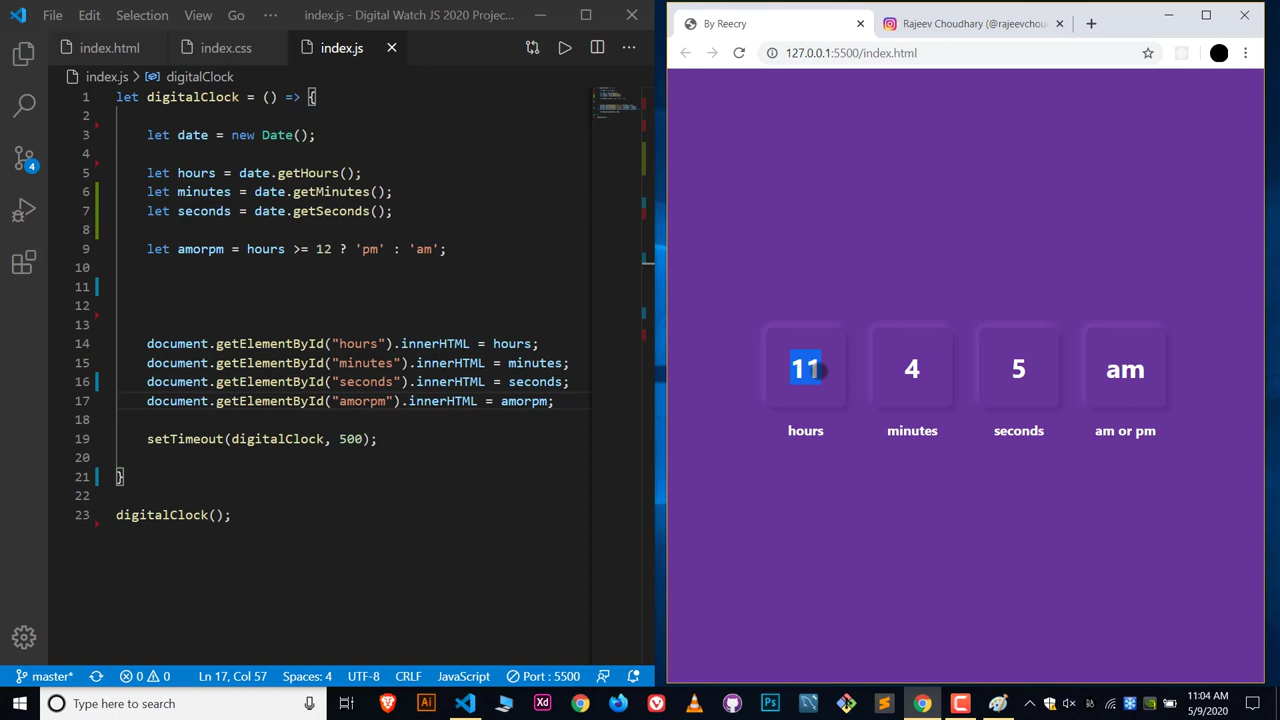 File Edit Selection View Go ··· index.js - Digital Watch JS 2020 Projec...
index.html index.css index.js
index.js › digitalClock
1 let digitalClock = () => {
2
3 let date = new Date();
4
5 let hours = date.getHours();
6 let minutes = date.getMinutes();
7 let seconds = date.getSeconds();
8
9 let amorpm = hours >= 12 ? 'pm' : 'am';
10
11
12
13
14 document.getElementById("hours").innerHTML = hours;
15 document.getElementById("minutes").innerHTML = minutes;
16 document.getElementById("seconds").innerHTML = seconds;
17 document.getElementById("amorpm").innerHTML = amorpm;
18
19 setTimeout(digitalClock, 500);
20
21 }
22
23 digitalClock();
4
master* 0 0 Ln 17, Col 57 Spaces: 4 UTF-8 CRLF JavaScript Port : 5500
By Reecry Rajeev Choudhary (@rajeevchou
127.0.0.1:5500/index.html
11 4 5 am
hours minutes seconds am or pm
Type here to search
Ai Xd Ps
11:04 AM
5/9/2020